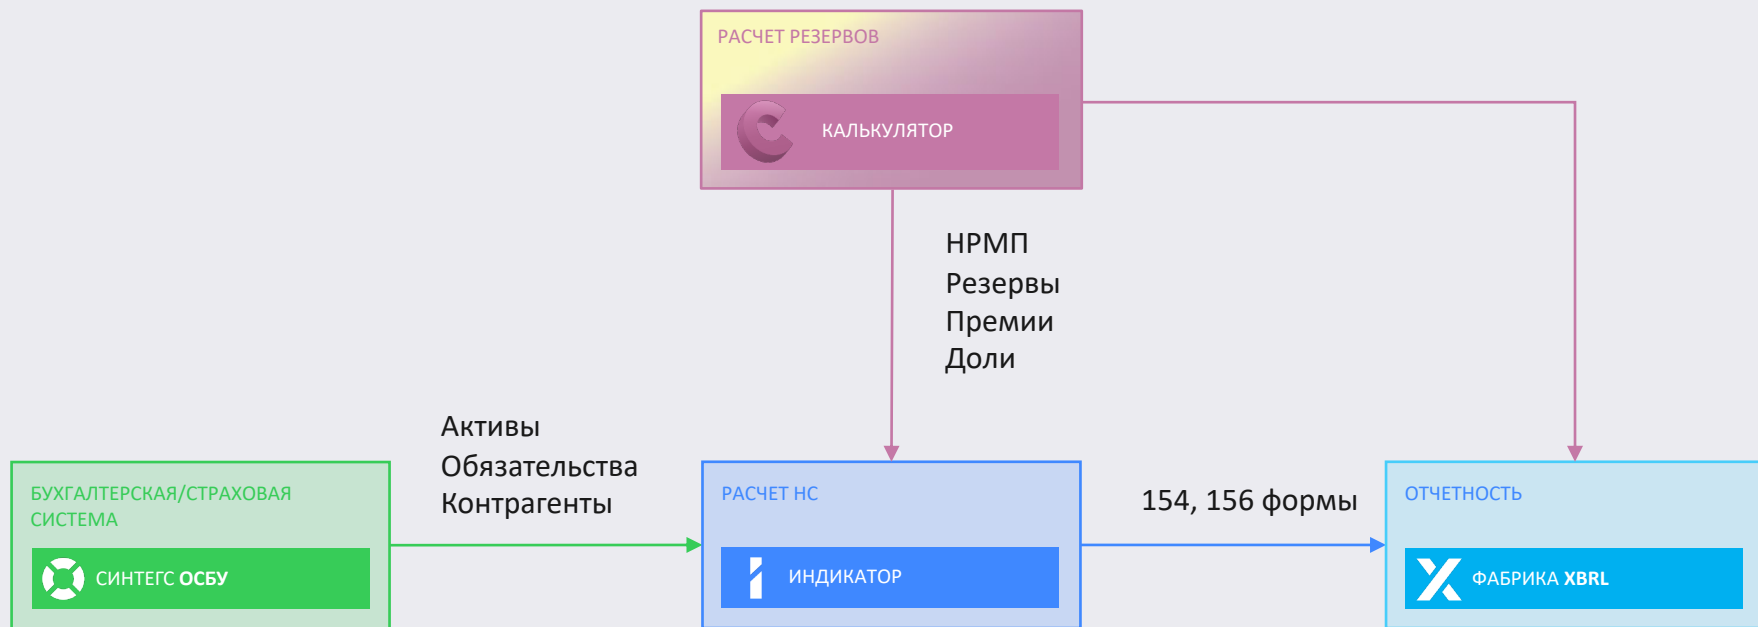 РАСЧЕТ РЕЗЕРВОВ
КАЛЬКУЛЯТОР
НРМП
Резервы
Премии
Доли
Активы
Обязательства
Контрагенты
БУХГАЛТЕРСКАЯ/СТРАХОВАЯ
СИСТЕМА
СИНТЕГС ОСБУ
РАСЧЕТ НС
ИНДИКАТОР
154, 156 формы
ОТЧЕТНОСТЬ
ФАБРИКА XBRL